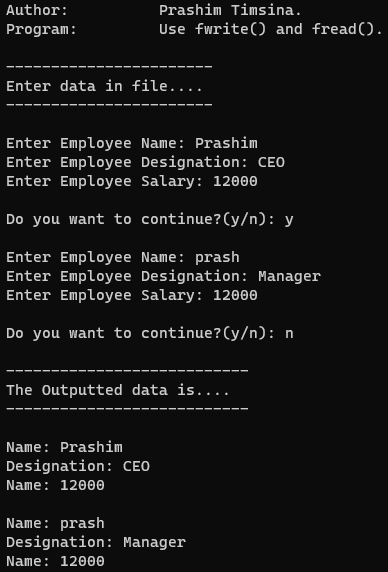 Author:          Prashim Timsina.
Program:         Use fwrite() and fread().
-----------------------
Enter data in file....
-----------------------
Enter Employee Name: Prashim
Enter Employee Designation: CEO
Enter Employee Salary: 12000
Do you want to continue?(y/n): y
Enter Employee Name: prash
Enter Employee Designation: Manager
Enter Employee Salary: 12000
Do you want to continue?(y/n): n
---------------------------
The Outputted data is....
---------------------------
Name: Prashim
Designation: CEO
Name: 12000
Name: prash
Designation: Manager
Name: 12000